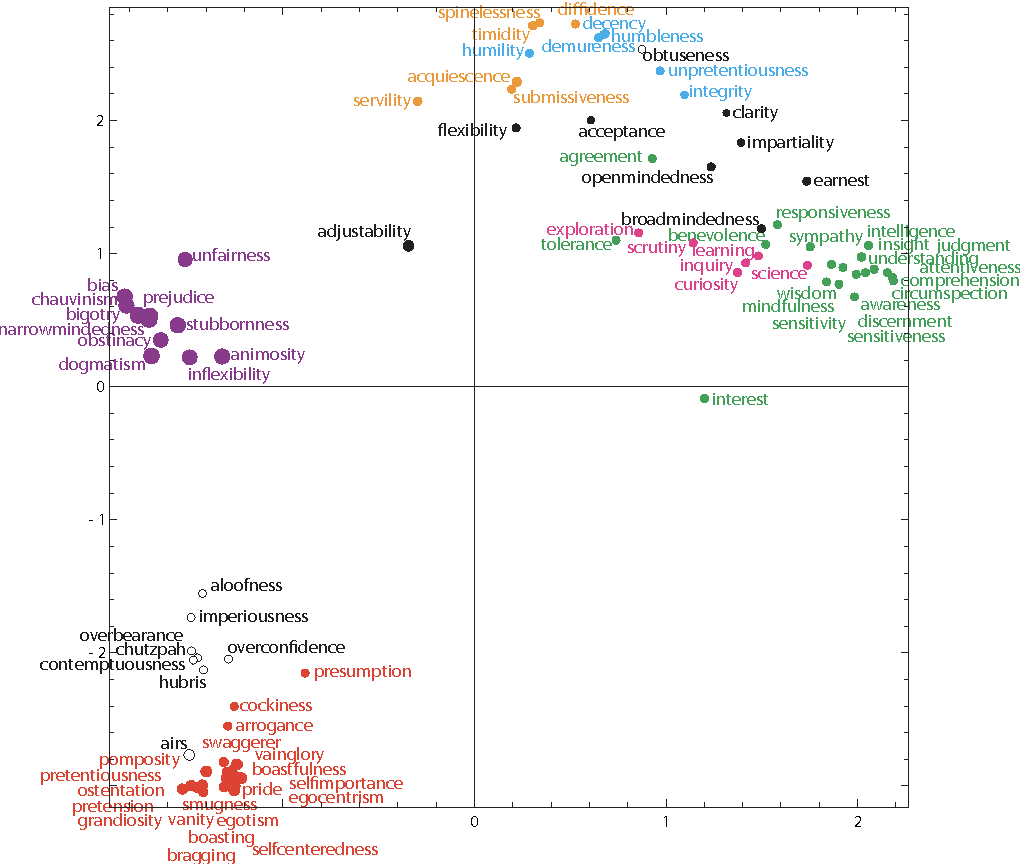 spinelessness
diffidence
timidity
decency
humbleness
demureness
humility
obtuseness
unpretentiousness
acquiescence
integrity
servility
submissiveness
clarity
2
flexibility
acceptance
impartiality
agreement
openmindedness
earnest
responsiveness
broadmindedness
exploration
adjustability
intelligence
benevolence
sympathy
tolerance
insight
judgment
scrutiny
learning
1
unfairness
understanding
inquiry
science
attentiveness
curiosity
comprehension
bias
chauvinism
prejudice
wisdom
circumspection
mindfulness
awareness
bigotry
stubbornness
sensitivity
discernment
narrowmindedness
obstinacy
sensitiveness
animosity
dogmatism
inflexibility
0
interest
- 1
aloofness
imperiousness
overbearance
chutzpah
- 2
overconfidence
contemptuousness
presumption
hubris
cockiness
arrogance
airs
swaggerer
pomposity
vainglory
pretentiousness
boastfulness
ostentation
pride
selfimportance
egocentrism
pretension
smugness
grandiosity
vanity
egotism
0
1
2
boasting
bragging
selfcenteredness